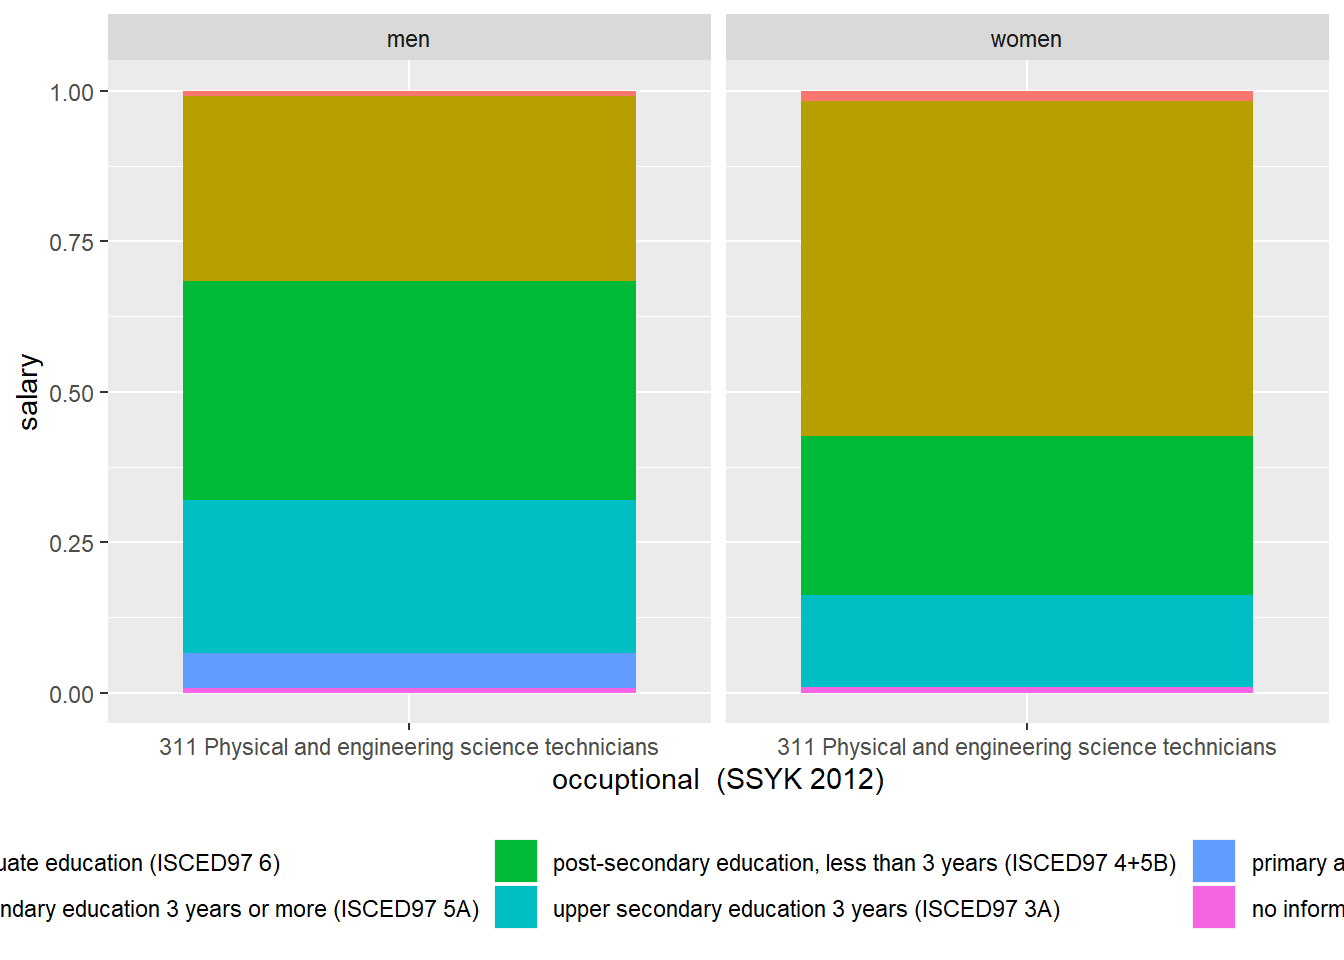 men
women
1.00
0.75
0.50
0.25
0.00
salary
311 Physical and engineering science technicians
311 Physical and engineering science technicians
occuptional (SSYK 2012)
education (ISCED97 6)
post-secondary education, less than 3 years (ISCED97 4+5B)
primary
education 3 years or more (ISCED97 5A)
upper secondary education 3 years (ISCED97 3A)
no